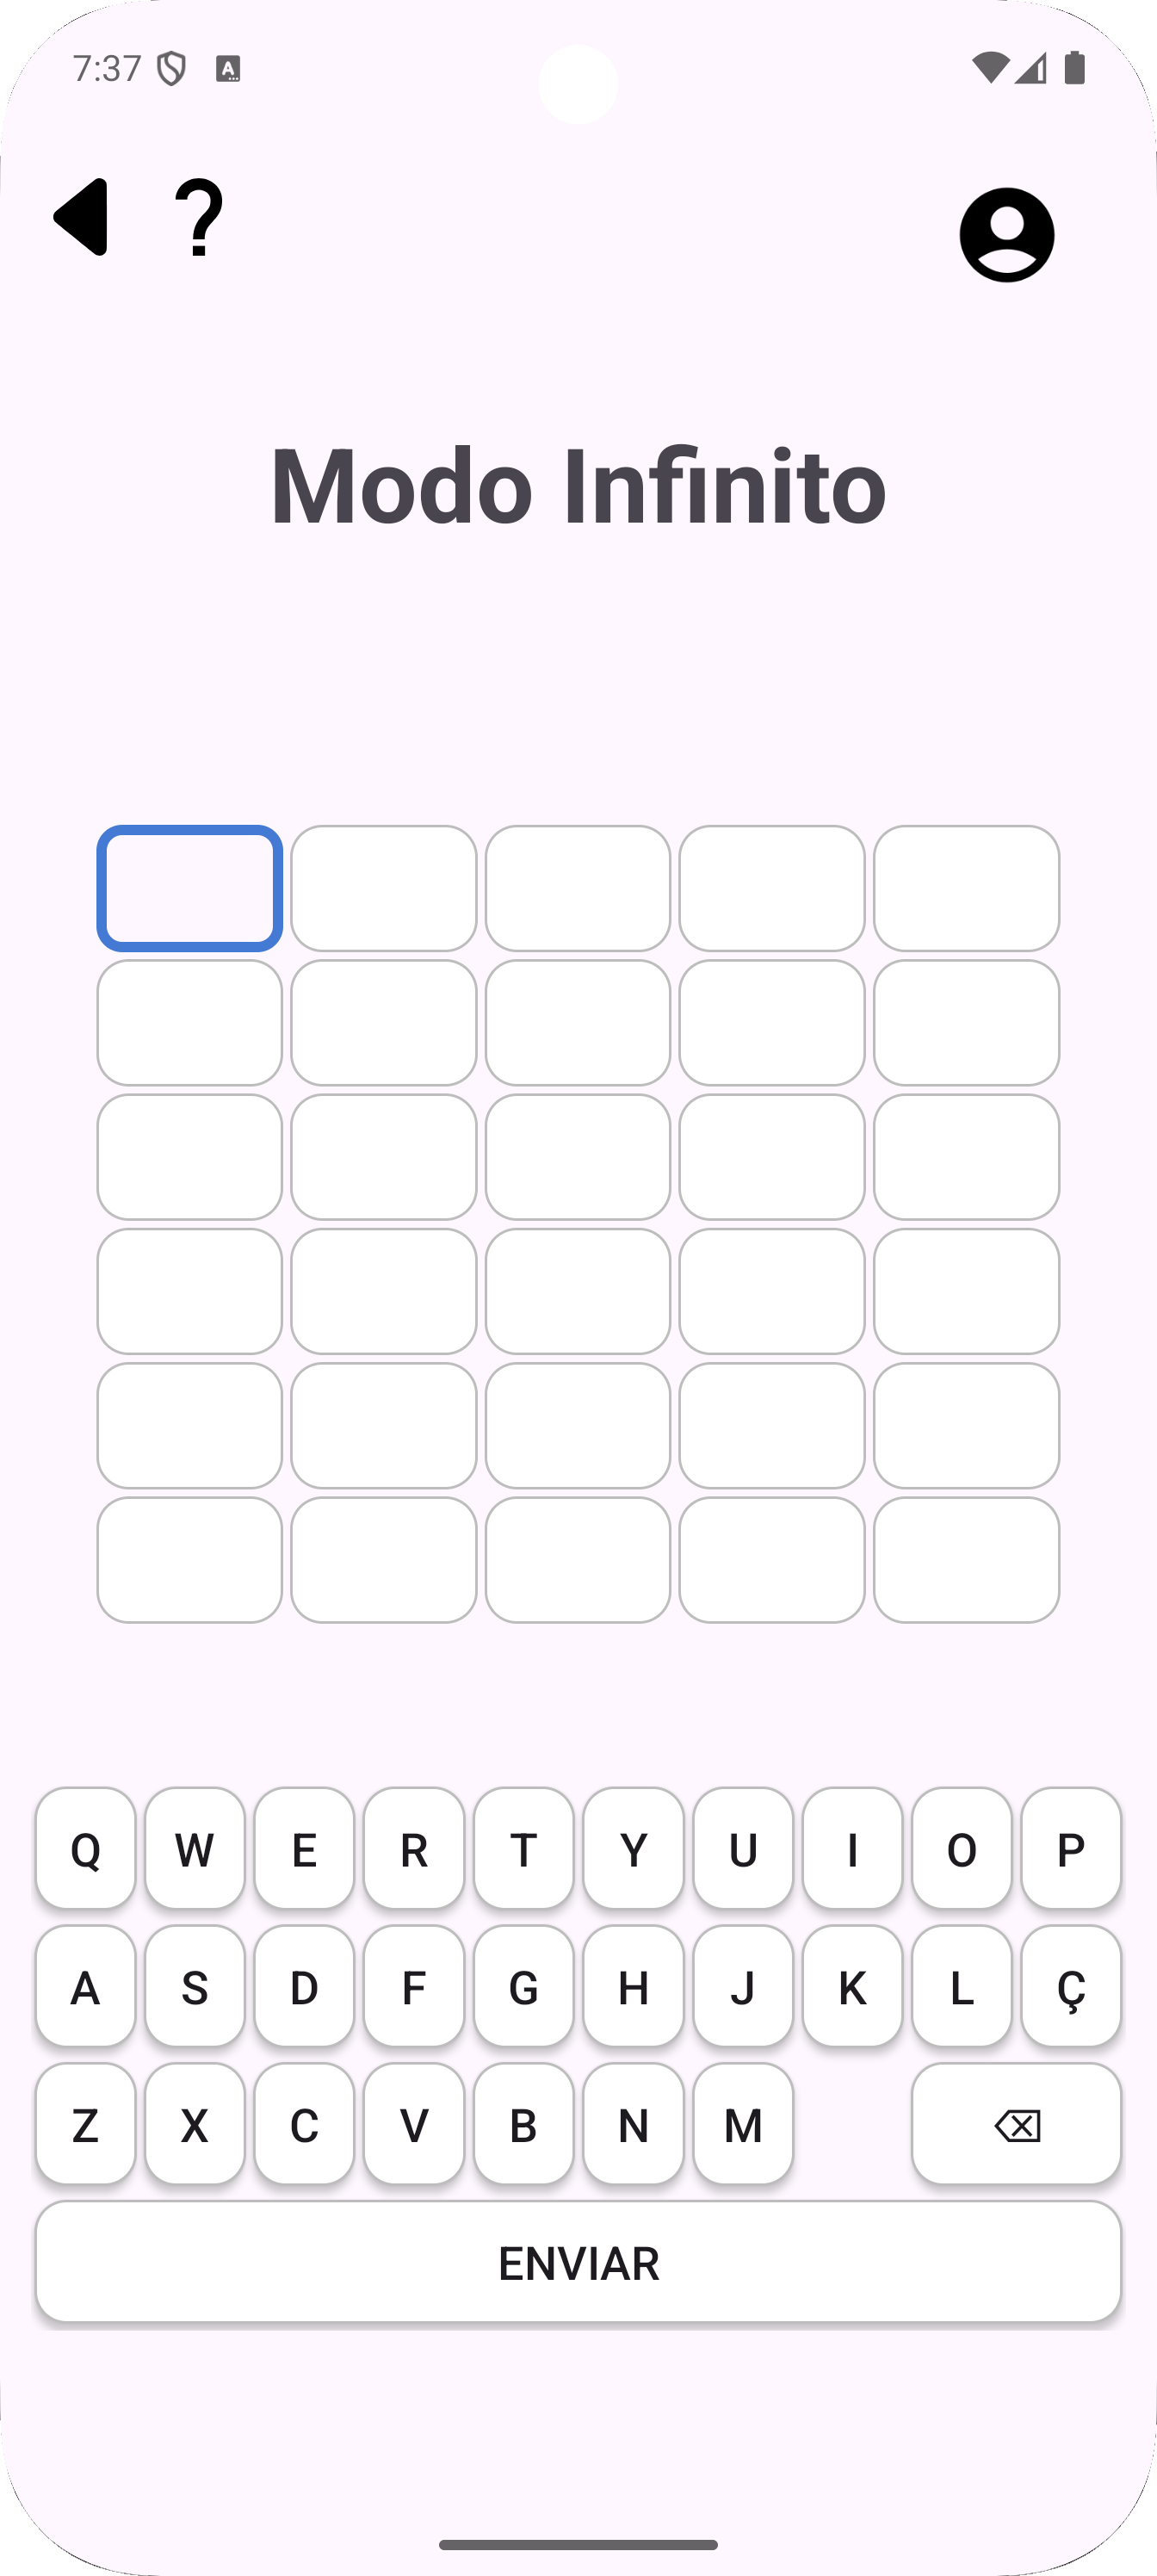 7:37
?
Modo Infinito
Q W E R T Y U I O P
A S D F G H J K L Ç
Z X C V B N M
ENVIAR